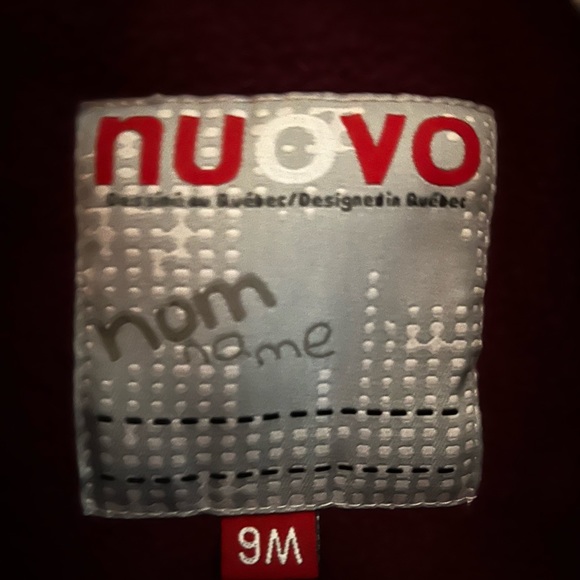 nuovo
Dessiné au Québec/Designed in Québec
nom
name
9M